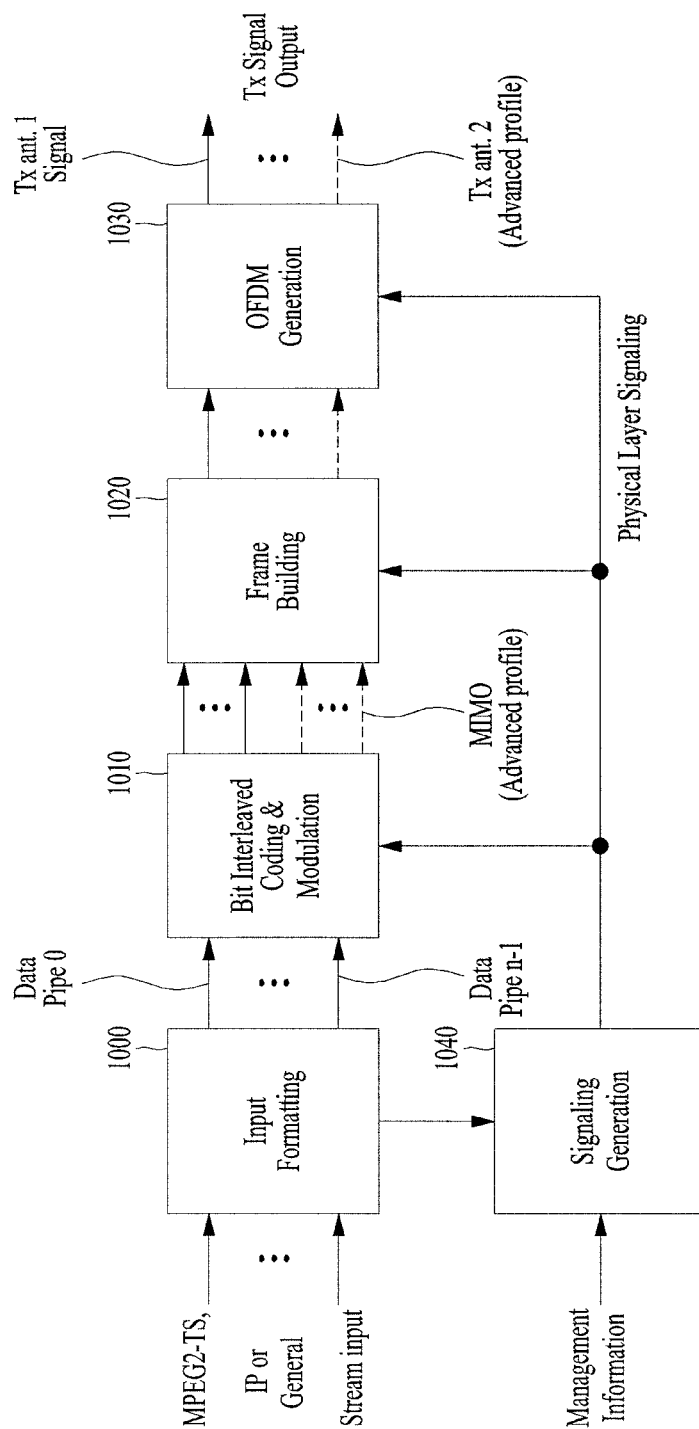 MPEG2-TS,
IP or
General
Stream input
1000
Input
Formatting
Data
Pipe 0
Data
Pipe n-1
1010
Bit Interleaved
Coding &
Modulation
MIMO
(Advanced profile)
1020
Frame
Building
1030
OFDM
Generation
Tx ant. 1
Signal
Tx Signal
Output
Tx ant. 2
(Advanced profile)
Management
Information
1040
Signaling
Generation
Physical Layer Signaling